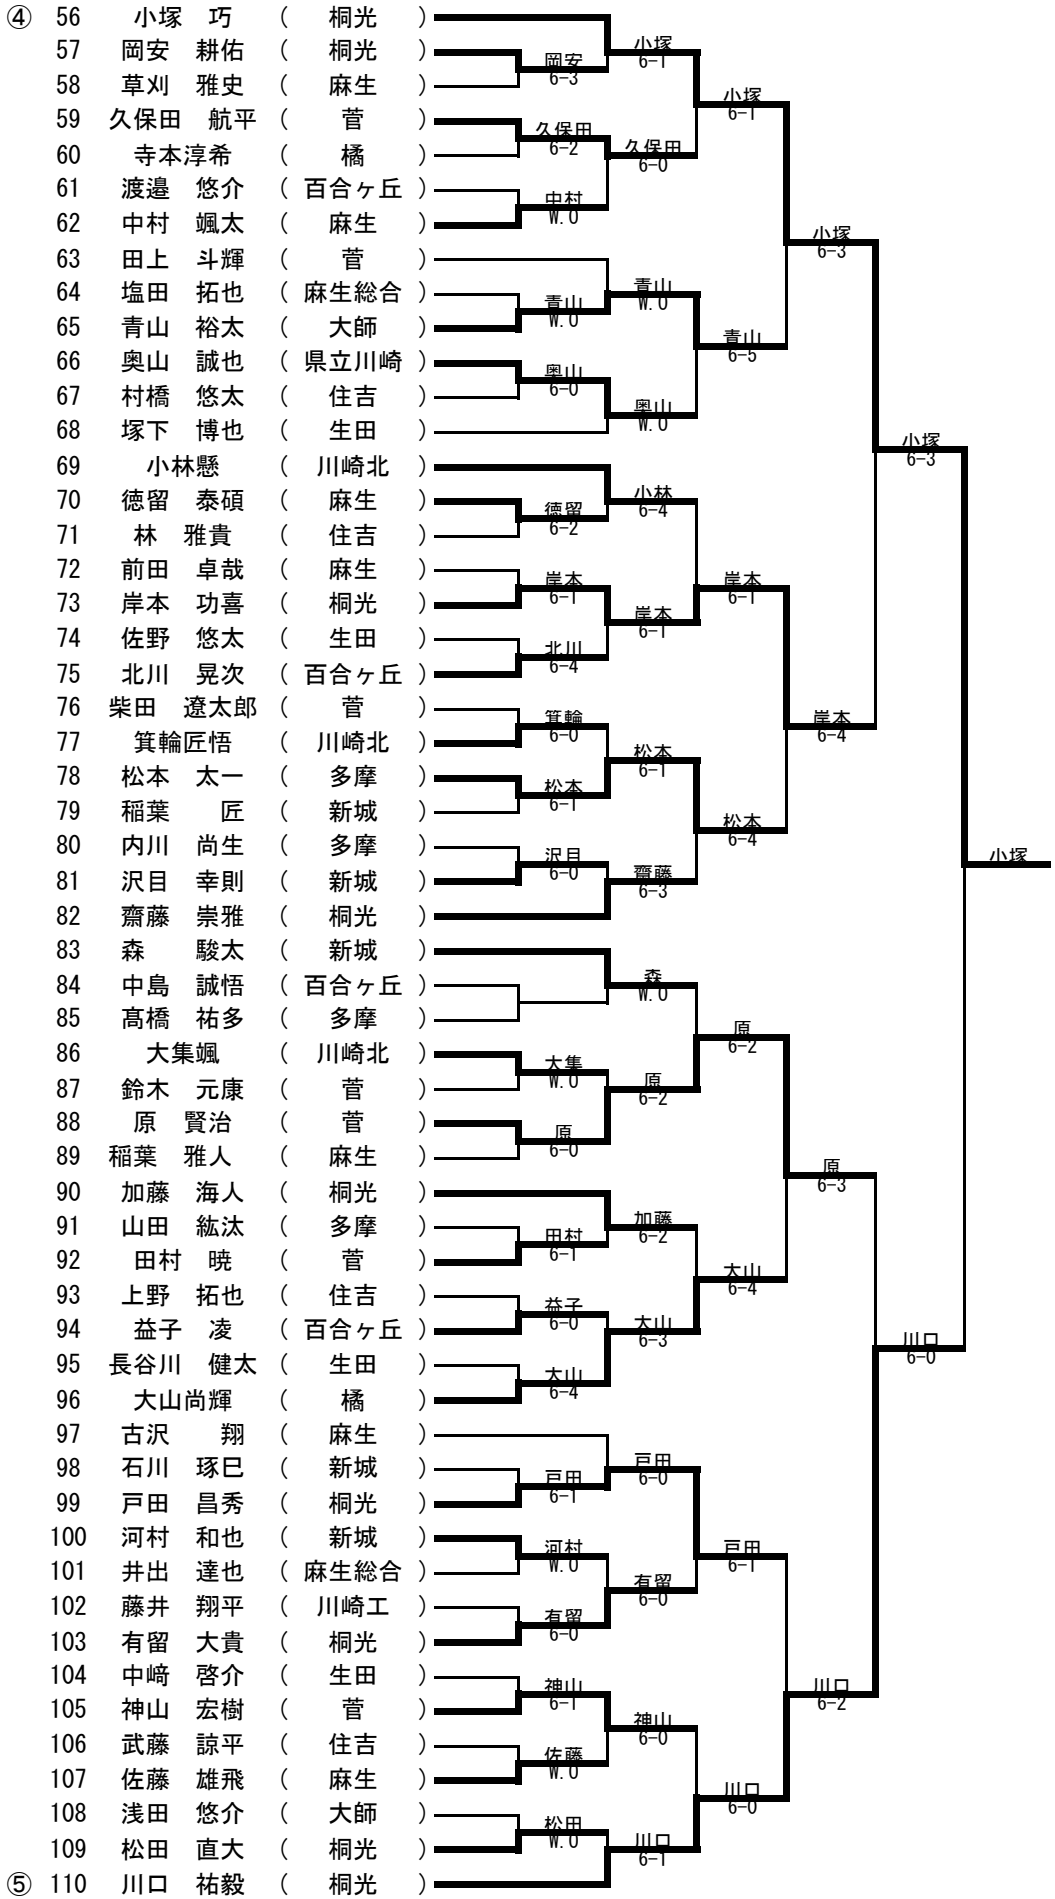 ④ 56 小塚 巧 ( 桐光 )
小塚
6-1
57 岡安 耕佑 ( 桐光 )
岡安
6-3
58 草刈 雅史 ( 麻生 )
小塚
6-1
59 久保田 航平 ( 菅 )
久保田
6-2
久保田
6-0
60 寺本淳希 ( 橘 )
61 渡邉 悠介 ( 百合ヶ丘 )
中村
W.O
62 中村 颯太 ( 麻生 )
小塚
6-3
63 田上 斗輝 ( 菅 )
青山
W.O
64 塩田 拓也 ( 麻生総合 )
青山
W.O
65 青山 裕太 ( 大師 )
青山
6-5
66 奥山 誠也 ( 県立川崎 )
奥山
6-0
67 村橋 悠太 ( 住吉 )
奥山
W.O
68 塚下 博也 ( 生田 )
小塚
6-3
69 小林懸 ( 川崎北 )
小林
6-4
70 徳留 泰碩 ( 麻生 )
徳留
6-2
71 林 雅貴 ( 住吉 )
72 前田 卓哉 ( 麻生 )
岸本
6-1
岸本
6-1
73 岸本 功喜 ( 桐光 )
岸本
6-1
74 佐野 悠太 ( 生田 )
北川
6-4
75 北川 晃次 ( 百合ヶ丘 )
76 柴田 遼太郎 ( 菅 )
箕輪
6-0
岸本
6-4
77 箕輪匠悟 ( 川崎北 )
松本
6-1
78 松本 太一 ( 多摩 )
松本
6-1
79 稲葉 匠 ( 新城 )
松本
6-4
80 内川 尚生 ( 多摩 )
沢目
6-0
小塚
81 沢目 幸則 ( 新城 )
齋藤
6-3
82 齋藤 崇雅 ( 桐光 )
83 森 駿太 ( 新城 )
森
W.O
84 中島 誠悟 ( 百合ヶ丘 )
85 髙橋 祐多 ( 多摩 )
原
6-2
86 大集颯 ( 川崎北 )
大集
W.O
87 鈴木 元康 ( 菅 )
原
6-2
88 原 賢治 ( 菅 )
原
6-0
89 稲葉 雅人 ( 麻生 )
原
6-3
90 加藤 海人 ( 桐光 )
加藤
6-2
91 山田 紘汰 ( 多摩 )
田村
6-1
92 田村 暁 ( 菅 )
大山
6-4
93 上野 拓也 ( 住吉 )
益子
6-0
94 益子 凌 ( 百合ヶ丘 )
大山
6-3
川口
6-0
95 長谷川 健太 ( 生田 )
大山
6-4
96 大山尚輝 ( 橘 )
97 古沢 翔 ( 麻生 )
戸田
6-0
98 石川 琢巳 ( 新城 )
戸田
6-1
99 戸田 昌秀 ( 桐光 )
100 河村 和也 ( 新城 )
河村
W.O
戸田
6-1
101 井出 達也 ( 麻生総合 )
有留
6-0
102 藤井 翔平 ( 川崎工 )
有留
6-0
103 有留 大貴 ( 桐光 )
104 中﨑 啓介 ( 生田 )
神山
6-1
川口
6-2
105 神山 宏樹 ( 菅 )
神山
6-0
106 武藤 諒平 ( 住吉 )
佐藤
W.O
107 佐藤 雄飛 ( 麻生 )
川口
6-0
108 浅田 悠介 ( 大師 )
松田
W.O
109 松田 直大 ( 桐光 )
川口
6-1
⑤ 110 川口 祐毅 ( 桐光 )